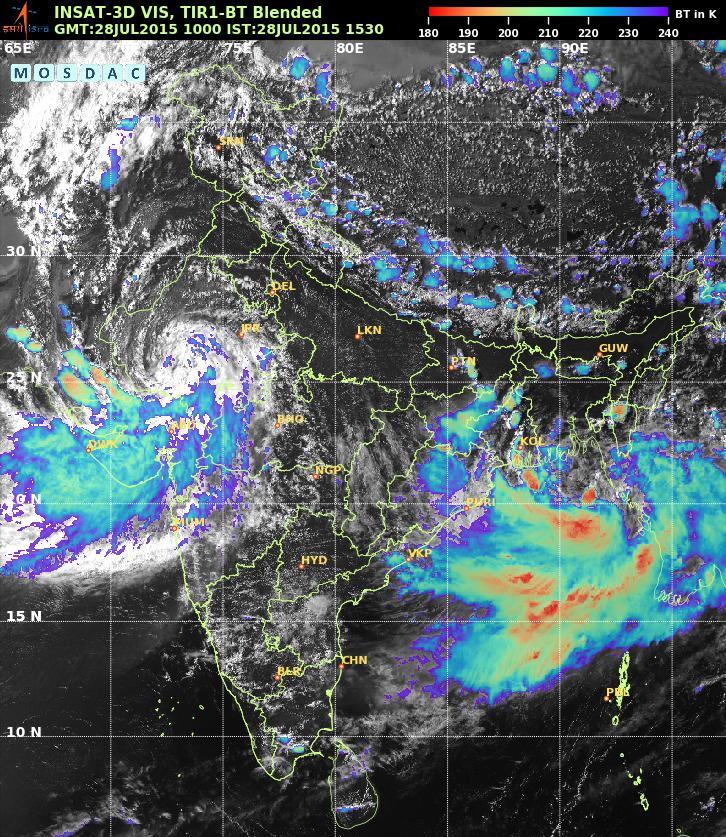 INSAT-3D VIS, TIR1-BT Blended
GMT:28JUL2015 1000 IST:28JUL2015 1530
BT in K
180 190 200 210 220 230 240
65E 75E 80E 85E 90E
M O S D A C
SRN
30 N
DEL
JPR
LKN
GUW
PTN
25 N
BHO
KOL
DWK
NGP
20 N
PURI
MUM
VKP
HYD
15 N
CHN
BLR
PBL
10 N